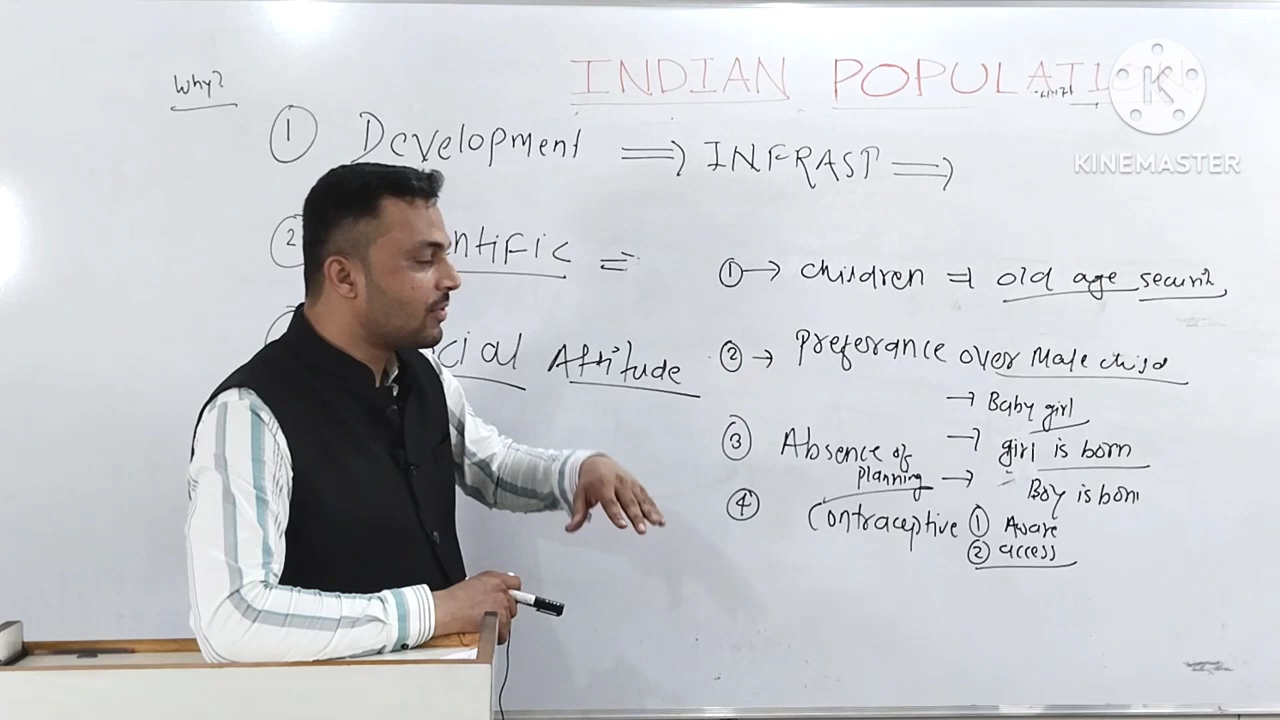 Why?
INDIAN POPULATI
KINEMASTER
① Development ⇒ INFRAST ⇒
② ntific ⇒
cial Attitude
① → children ⇒ old age securit
② → Preferance over Male child
→ Baby girl
→ girl is born
→ Boy is born
③ Absence of planning
④ Contraceptive ① Aware
② access